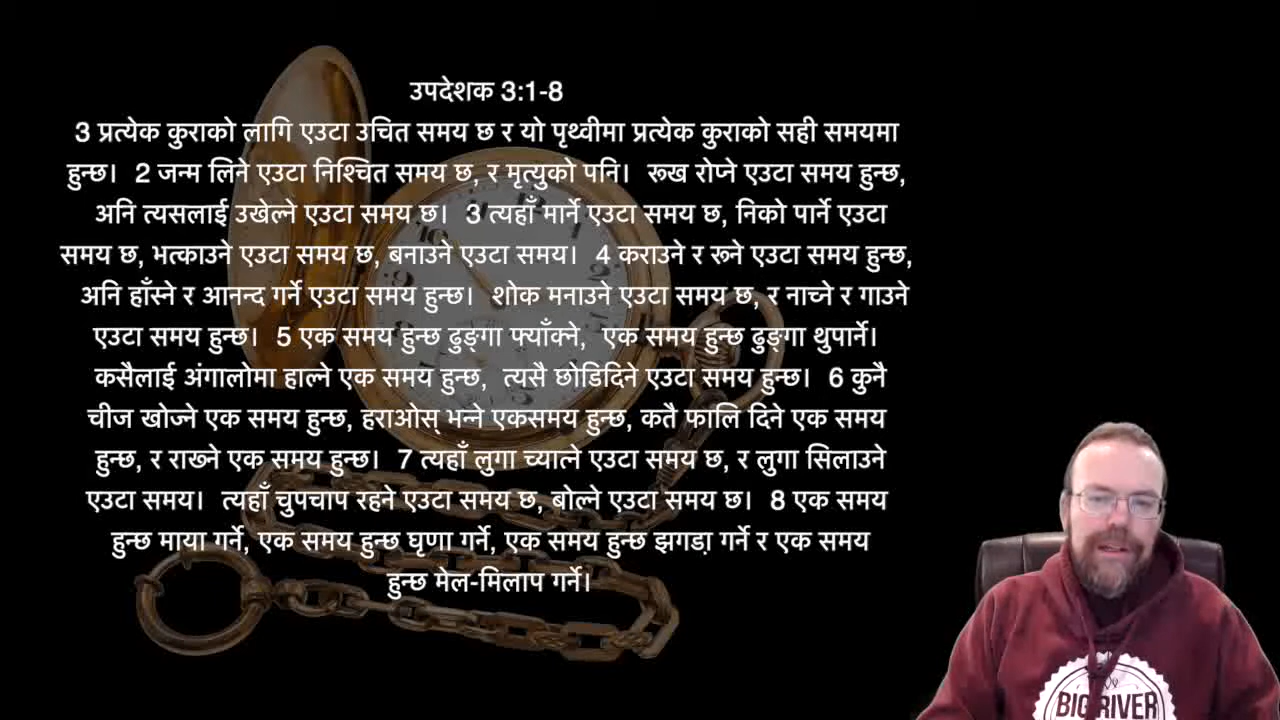 उपदेशक 3:1-8
3 प्रत्येक कुराको लागि एउटा उचित समय छ र यो पृथ्वीमा प्रत्येक कुराको सही समयमा
हुन्छ। 2 जन्म लिने एउटा निश्चित समय छ, र मृत्युको पनि। रूख रोप्ने एउटा समय हुन्छ,
अनि त्यसलाई उखेल्ने एउटा समय छ। 3 त्यहाँ मार्ने एउटा समय छ, निको पार्ने एउटा
समय छ, भत्काउने एउटा समय छ, बनाउने एउटा समय। 4 कराउने र रूने एउटा समय हुन्छ,
अनि हाँस्ने र आनन्द गर्ने एउटा समय हुन्छ। शोक मनाउने एउटा समय छ, र नाच्ने र गाउने
एउटा समय हुन्छ। 5 एक समय हुन्छ ढुङ्गा फ्याँक्ने, एक समय हुन्छ ढुङ्गा थुपार्ने।
कसैलाई अंगालोमा हाल्ने एक समय हुन्छ, त्यसै छोडिदिने एउटा समय हुन्छ। 6 कुनै
चीज खोज्ने एक समय हुन्छ, हराओस् भन्ने एकसमय हुन्छ, कतै फालि दिने एक समय
हुन्छ, र राख्ने एक समय हुन्छ। 7 त्यहाँ लुगा च्यात्ने एउटा समय छ, र लुगा सिलाउने
एउटा समय। त्यहाँ चुपचाप रहने एउटा समय छ, बोल्ने एउटा समय छ। 8 एक समय
हुन्छ माया गर्ने, एक समय हुन्छ घृणा गर्ने, एक समय हुन्छ झगडा़ गर्ने र एक समय
हुन्छ मेल-मिलाप गर्ने।
BIG RIVER